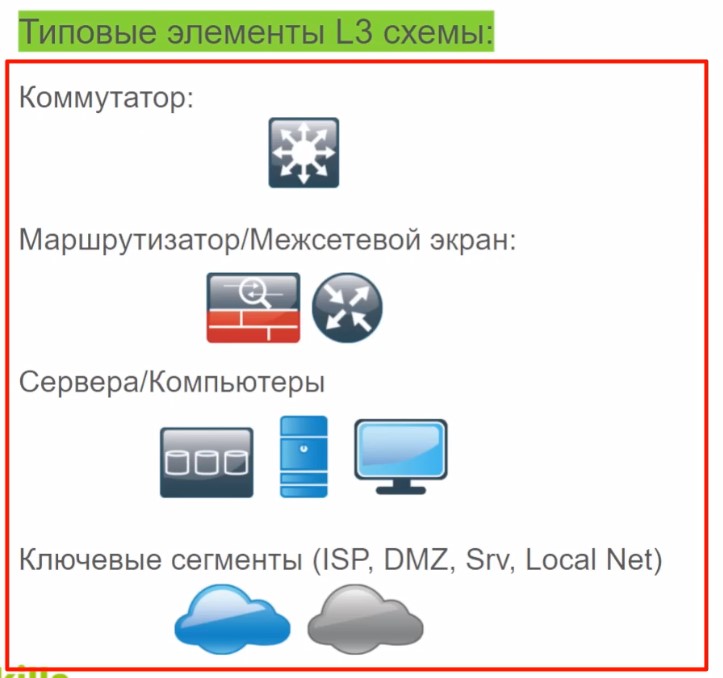 Типовые элементы L3 схемы:
Коммутатор:
Маршрутизатор/Межсетевой экран:
Сервера/Компьютеры
Ключевые сегменты (ISP, DMZ, Srv, Local Net)